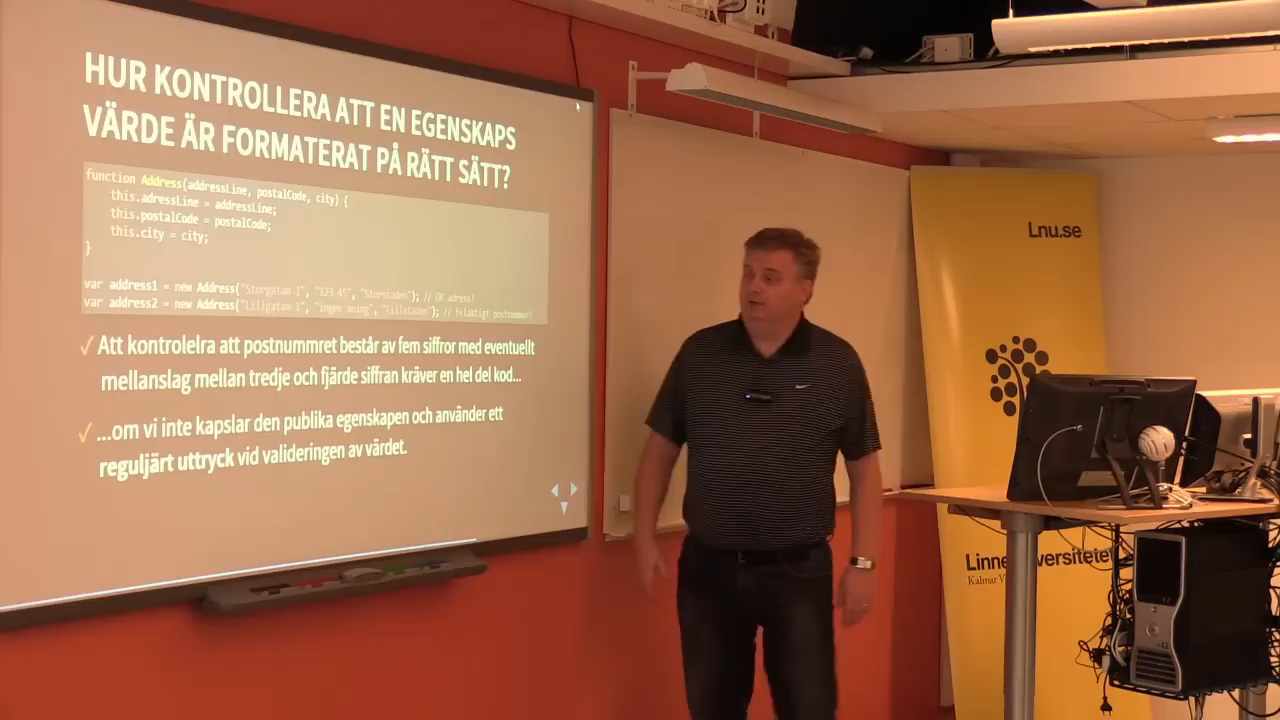 HUR KONTROLLERA ATT EN EGENSKAPS
VÄRDE ÄR FORMATERAT PÅ RÄTT SÄTT?
function Address(addressLine, postalCode, city) {
this.adressLine = addressLine;
this.postalCode = postalCode;
this.city = city;
}
var address1 = new Address("Storgatan 1", "123 45", "Storstaden"); // OK adress!
var address2 = new Address("Lillgatan 1", "ingen aning", "Lillstaden"); // Felaktigt postnummer!
✓ Att kontrolelra att postnummret består av fem siffror med eventuellt
mellanslag mellan tredje och fjärde siffran kräver en hel del kod...
✓ ...om vi inte kapslar den publika egenskapen och använder ett
reguljärt uttryck vid valideringen av värdet.
Lnu.se
Kalmar